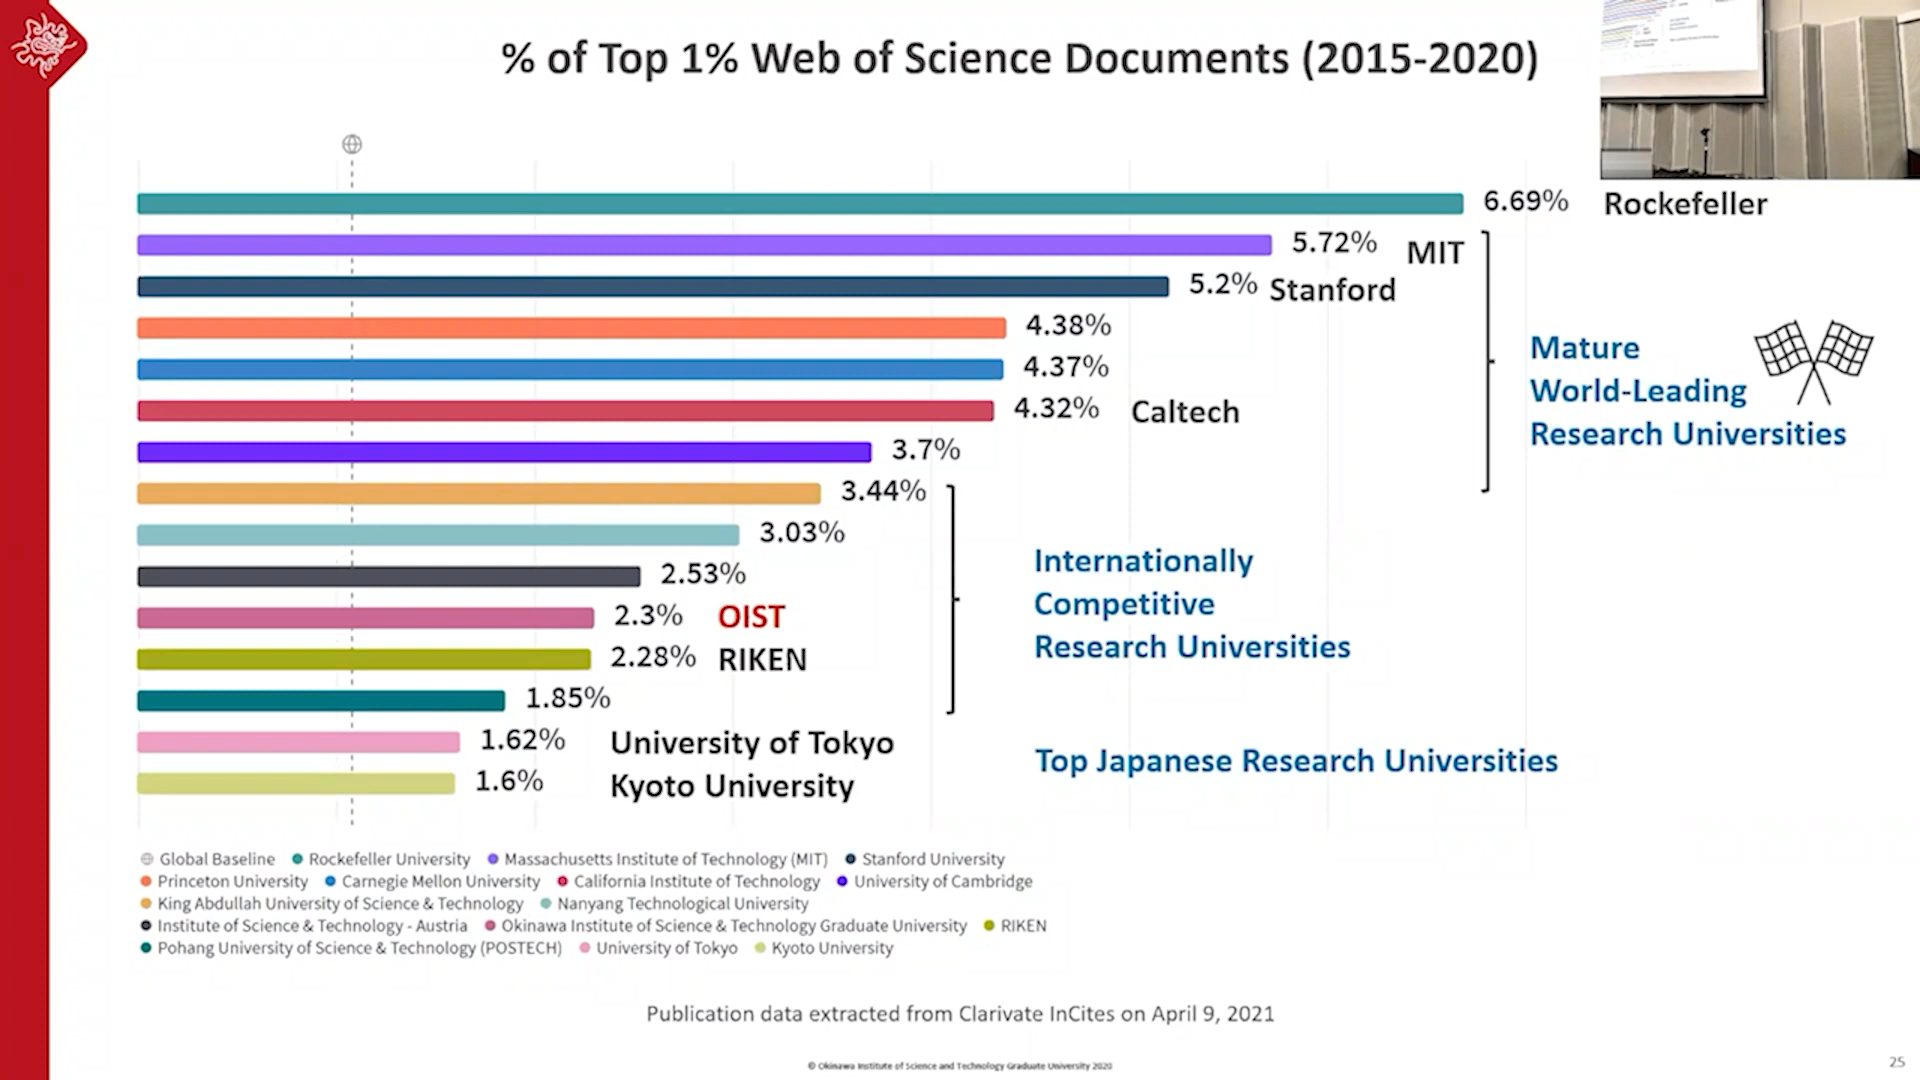 % of Top 1% Web of Science Documents (2015-2020)
6.69% Rockefeller
5.72% MIT
5.2% Stanford
4.38%
4.37%
4.32% Caltech
3.7%
Mature
World-Leading
Research Universities
3.44%
3.03%
2.53%
2.3% OIST
2.28% RIKEN
1.85%
Internationally
Competitive
Research Universities
1.62% University of Tokyo
1.6% Kyoto University
Top Japanese Research Universities
Global Baseline Rockefeller University Massachusetts Institute of Technology (MIT) Stanford University
Princeton University Carnegie Mellon University California Institute of Technology University of Cambridge
King Abdullah University of Science & Technology Nanyang Technological University
Institute of Science & Technology - Austria Okinawa Institute of Science & Technology Graduate University RIKEN
Pohang University of Science & Technology (POSTECH) University of Tokyo Kyoto University
Publication data extracted from Clarivate InCites on April 9, 2021
© Okinawa Institute of Science and Technology Graduate University 2020
25